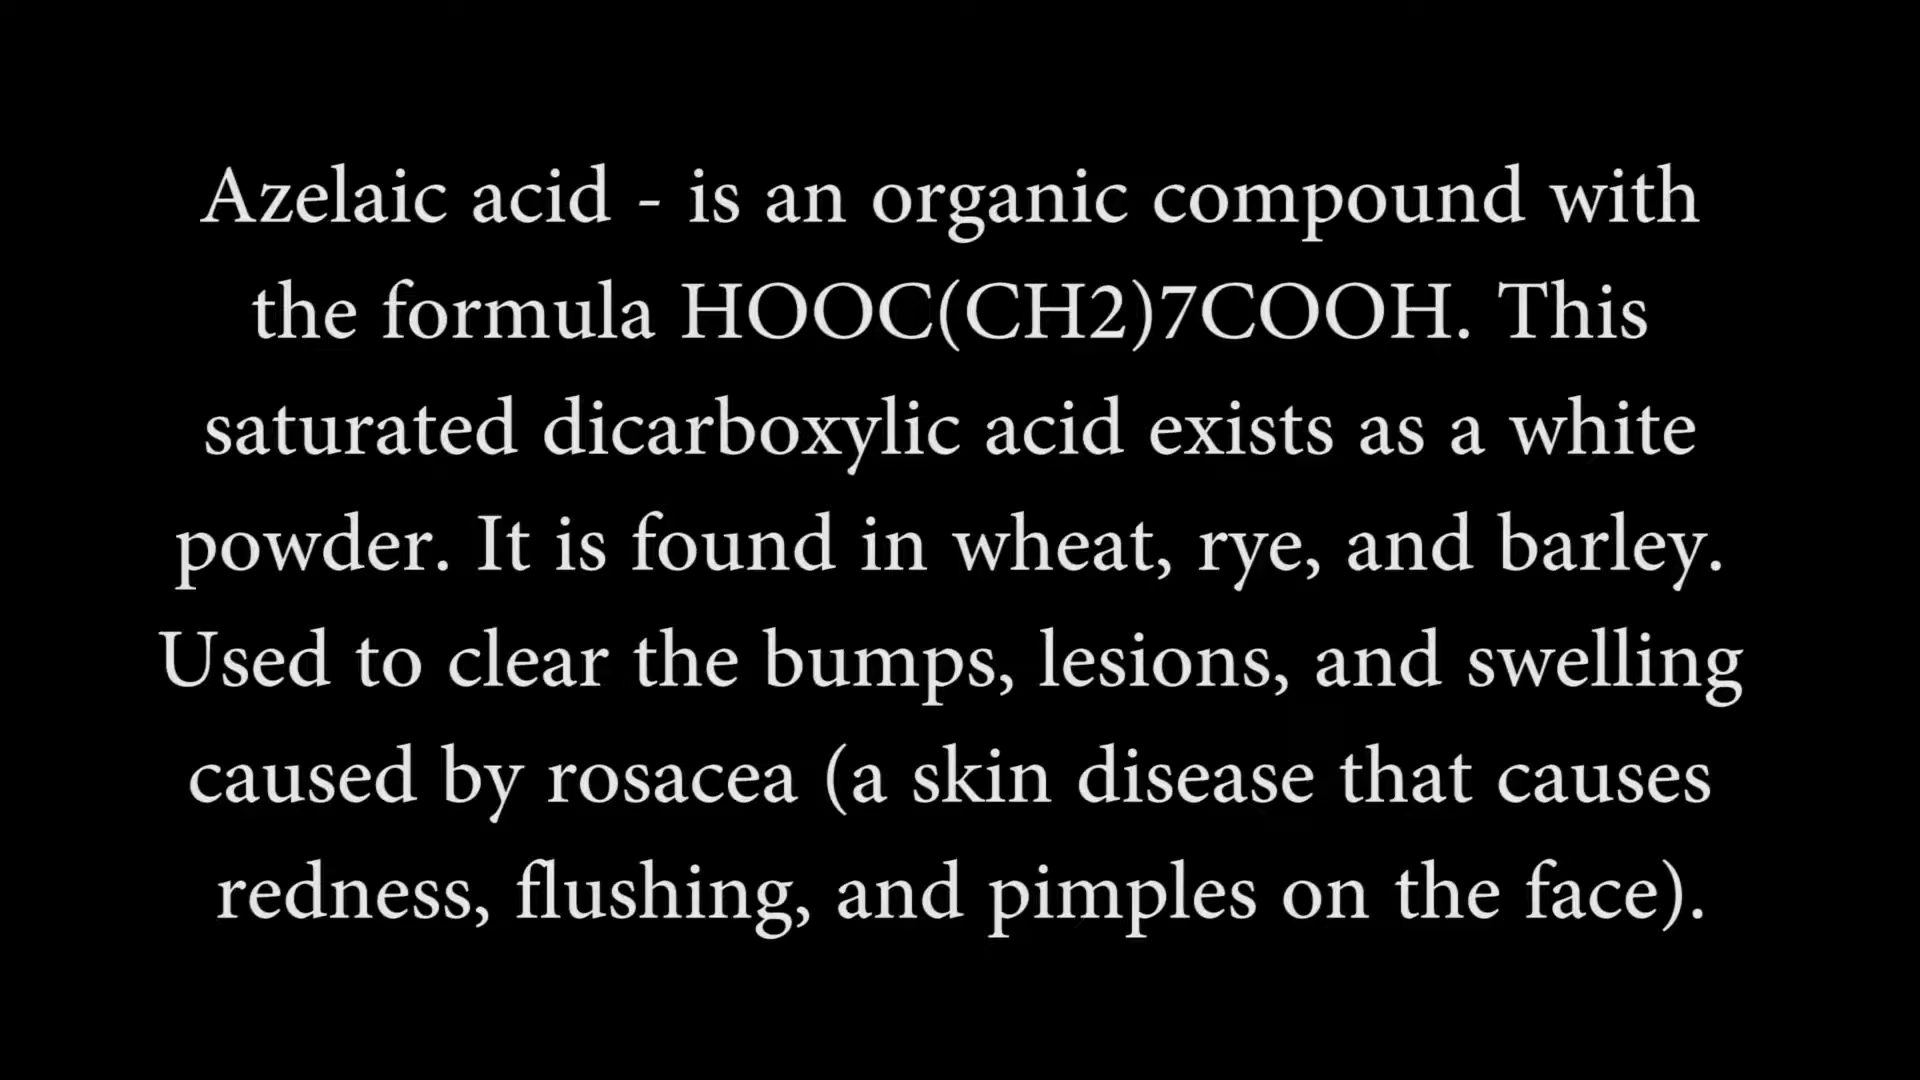 Azelaic acid - is an organic compound with
the formula HOOC(CH2)7COOH. This
saturated dicarboxylic acid exists as a white
powder. It is found in wheat, rye, and barley.
Used to clear the bumps, lesions, and swelling
caused by rosacea (a skin disease that causes
redness, flushing, and pimples on the face).